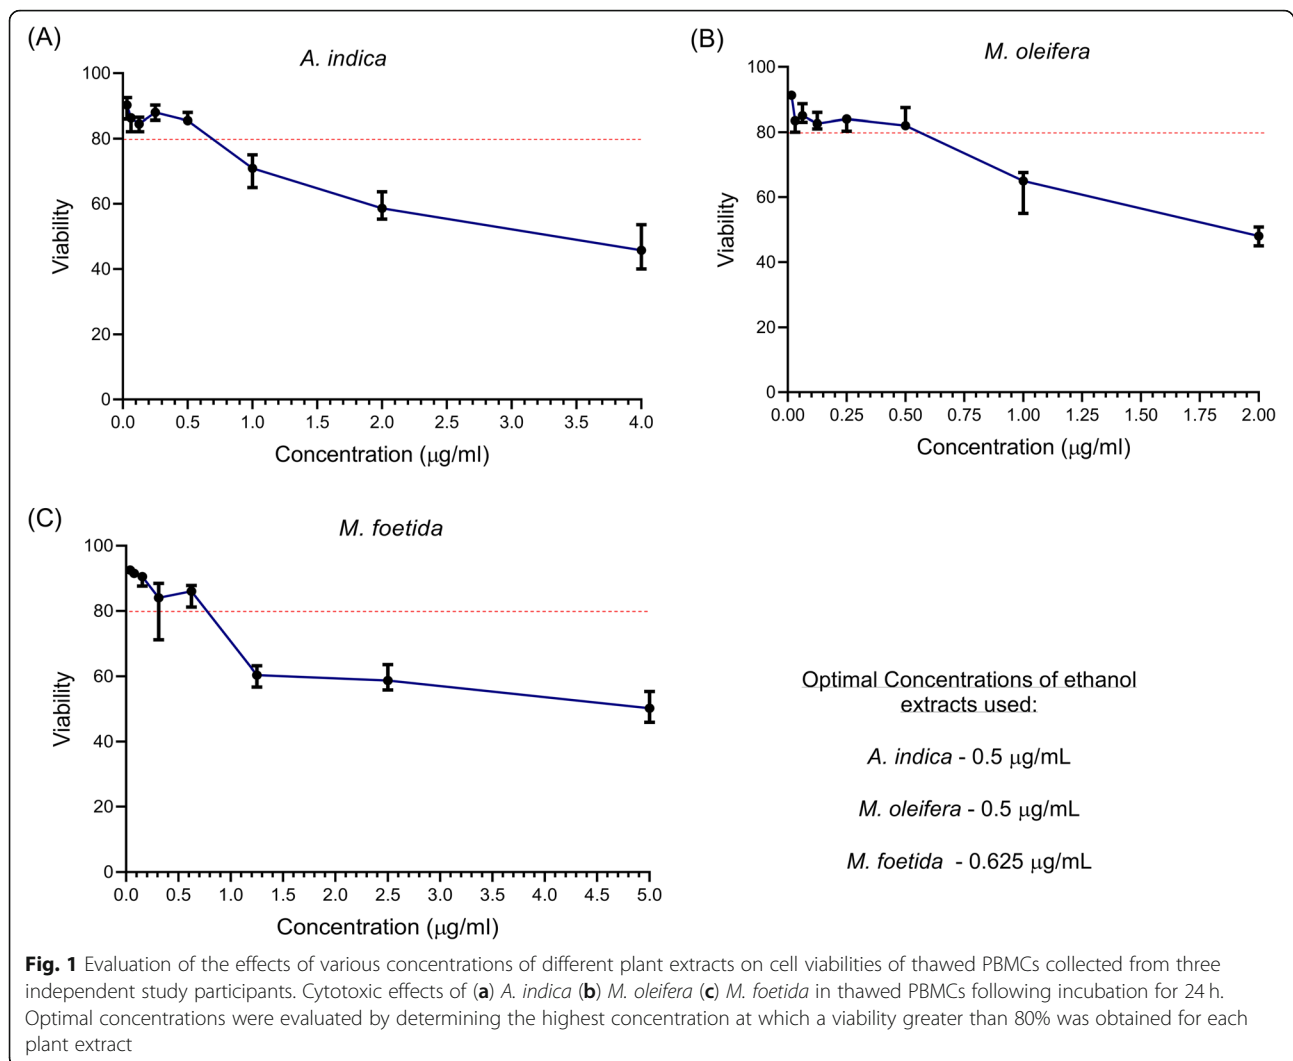 (A)
A. indica
100
80
60
40
20
0
Viability
0.0 0.5 1.0 1.5 2.0 2.5 3.0 3.5 4.0
Concentration (μg/ml)
(B)
M. oleifera
100
80
60
40
20
0
Viability
0.00 0.25 0.50 0.75 1.00 1.25 1.50 1.75 2.00
Concentration (μg/ml)
(C)
M. foetida
100
80
60
40
20
0
Viability
0.0 0.5 1.0 1.5 2.0 2.5 3.0 3.5 4.0 4.5 5.0
Concentration (μg/ml)
Optimal Concentrations of ethanol
extracts used:
A. indica - 0.5 μg/mL
M. oleifera - 0.5 μg/mL
M. foetida - 0.625 μg/mL
Fig. 1 Evaluation of the effects of various concentrations of different plant extracts on cell viabilities of thawed PBMCs collected from three
independent study participants. Cytotoxic effects of (a) A. indica (b) M. oleifera (c) M. foetida in thawed PBMCs following incubation for 24 h.
Optimal concentrations were evaluated by determining the highest concentration at which a viability greater than 80% was obtained for each
plant extract